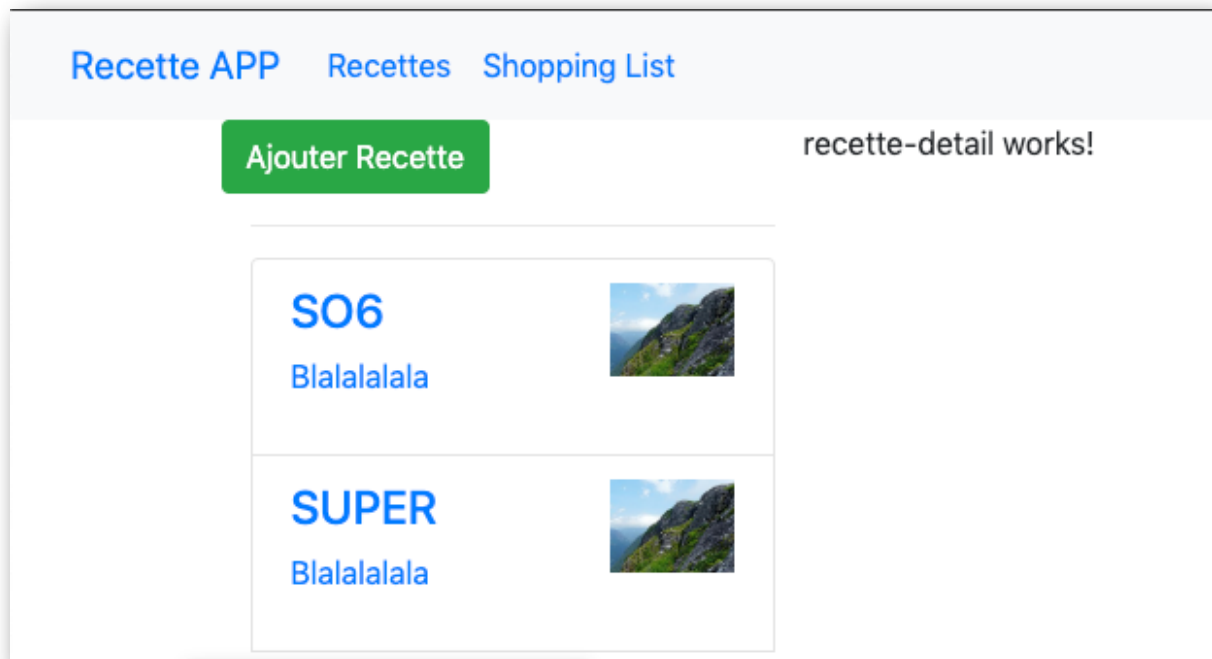 Recette APP Recettes Shopping List
Ajouter Recette
recette-detail works!
SO6
Blalalalala
SUPER
Blalalalala